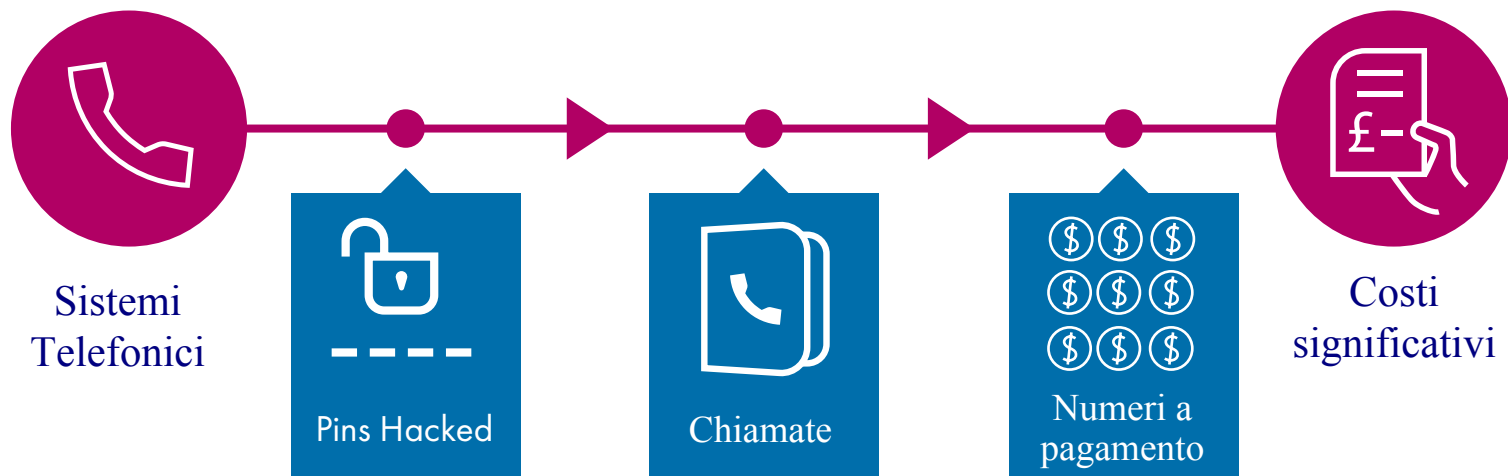 Sistemi
Telefonici
Pins Hacked
Chiamate
$ $ $
$ $ $
$ $ $
Numeri a
pagamento
£-
Costi
significativi